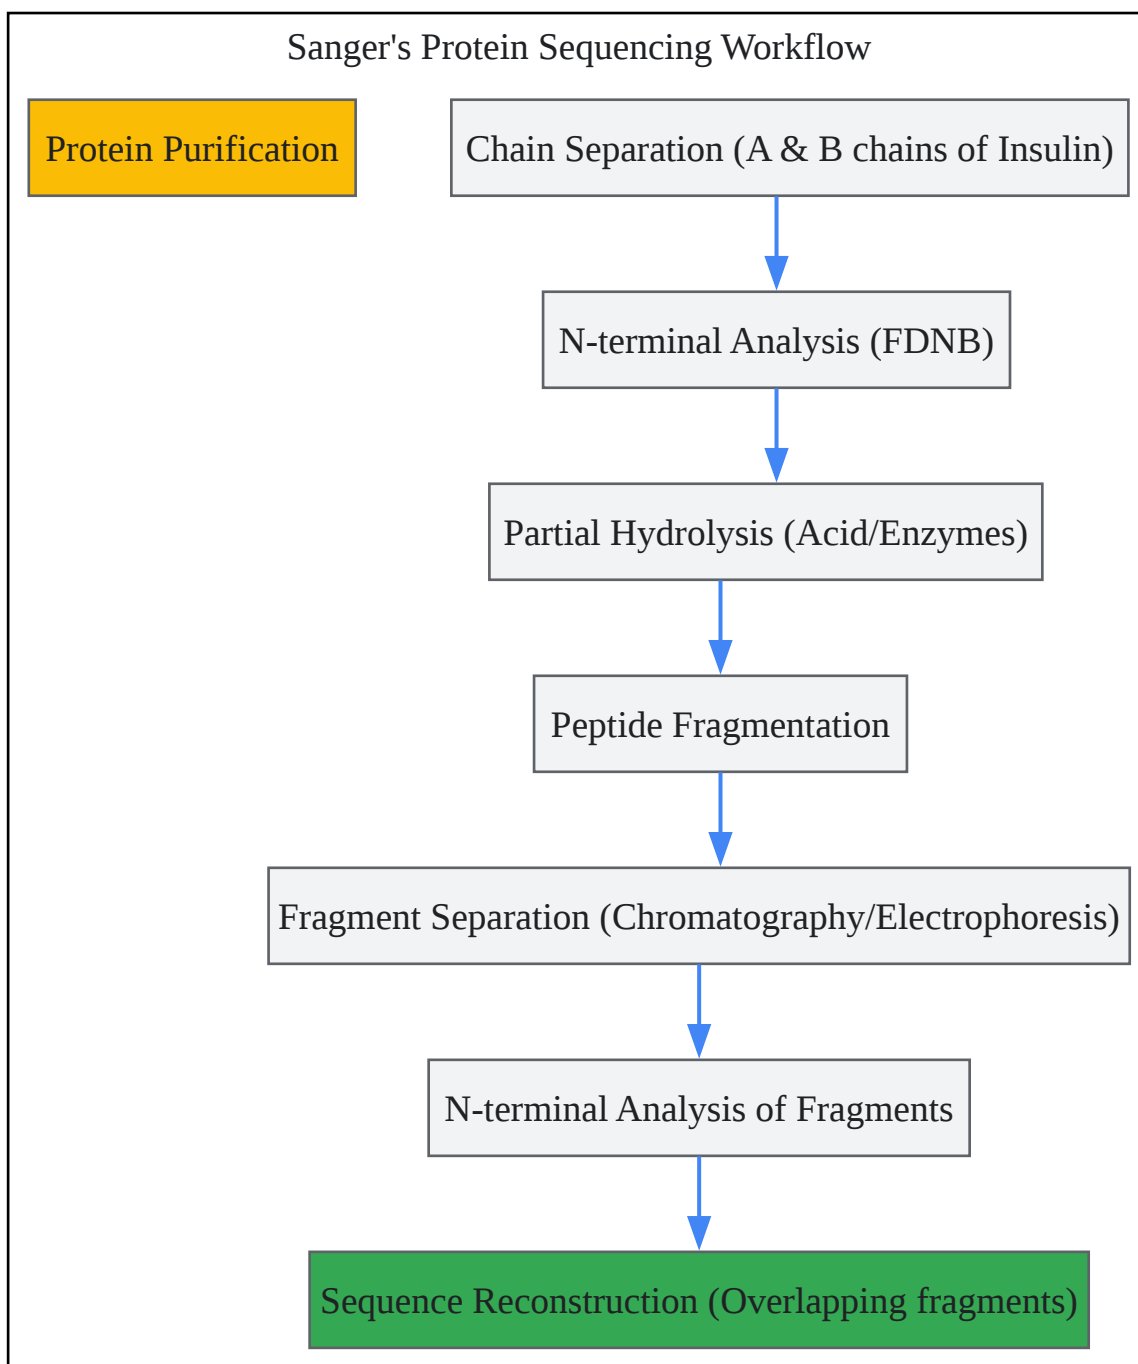 Sanger's Protein Sequencing Workflow
Protein Purification
Chain Separation (A & B chains of Insulin)
N-terminal Analysis (FDNB)
Partial Hydrolysis (Acid/Enzymes)
Peptide Fragmentation
Fragment Separation (Chromatography/Electrophoresis)
N-terminal Analysis of Fragments
Sequence Reconstruction (Overlapping fragments)